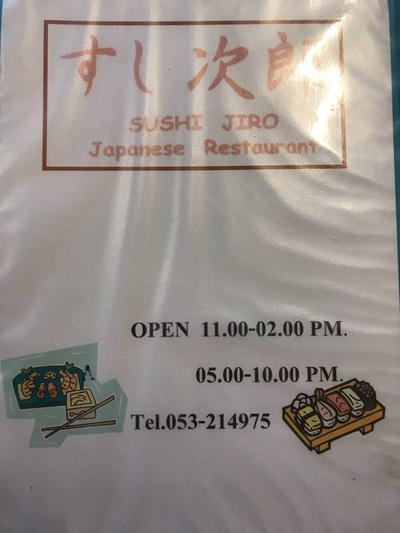 すし 次郎
SUSHI JIRO
Japanese Restaurant
OPEN 11.00-02.00 PM.
05.00-10.00 PM.
Tel.053-214975